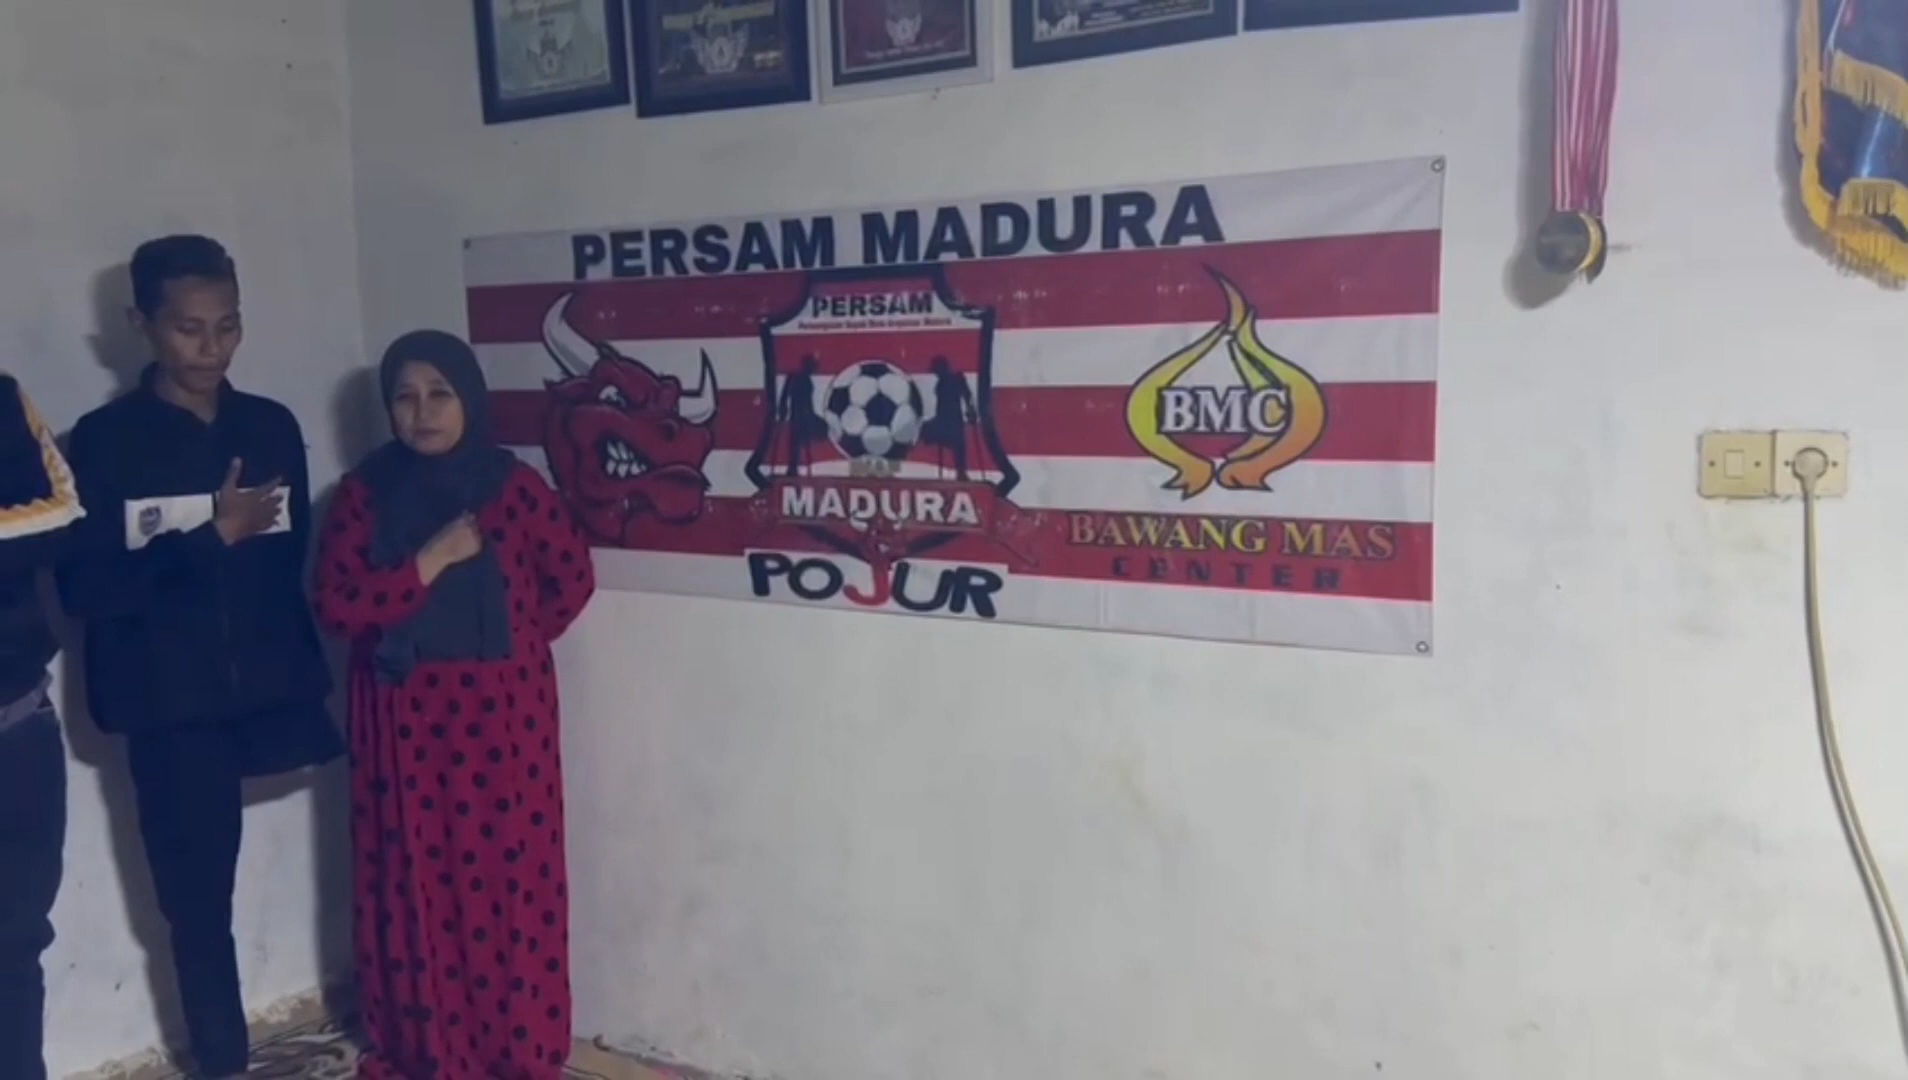 PERSAM MADURA
PERSAM
MADURA
POJUR
BMC
BAWANG MAS
CENTER